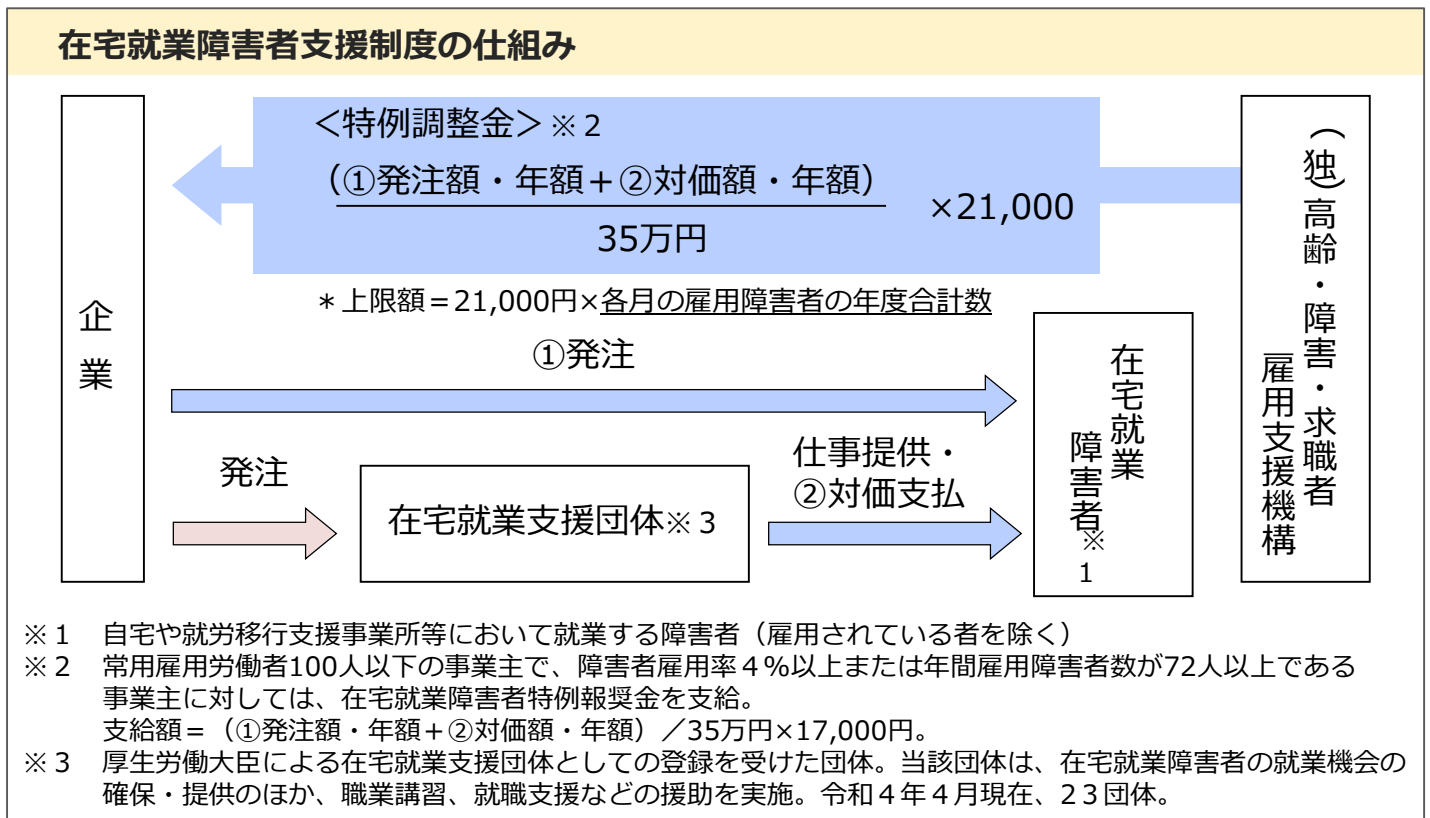 在宅就業障害者支援制度の仕組み
＜特例調整金＞※２
（①発注額・年額＋②対価額・年額）
35万円
×21,000
＊上限額＝21,000円×各月の雇用障害者の年度合計数
企業
①発注
発注
在宅就業支援団体※３
仕事提供・
②対価支払
在宅就業
障害者※1
（独）高齢・障害・求職者
雇用支援機構
※１ 自宅や就労移行支援事業所等において就業する障害者（雇用されている者を除く）
※２ 常用雇用労働者100人以下の事業主で、障害者雇用率４％以上または年間雇用障害者数が72人以上である
事業主に対しては、在宅就業障害者特例報奨金を支給。
支給額＝（①発注額・年額＋②対価額・年額）／35万円×17,000円。
※３ 厚生労働大臣による在宅就業支援団体としての登録を受けた団体。当該団体は、在宅就業障害者の就業機会の
確保・提供のほか、職業講習、就職支援などの援助を実施。令和４年４月現在、２３団体。